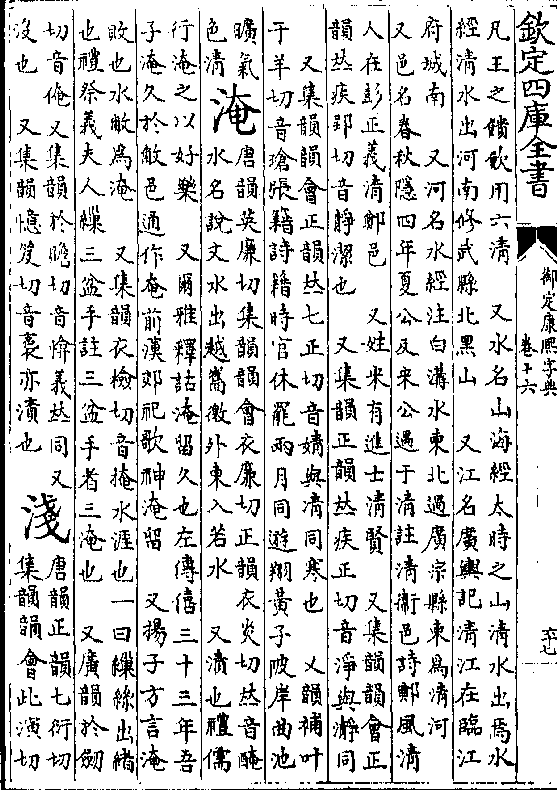 欽定四庫全書
御定康熙字典
卷十六
六七
凡王之饋飲用六清　又水名山海經太時之山清水出焉水
經清水出河南修武縣北黑山　又江名廣輿記清江在臨江
府城南　又河名水經注白溝水東北過廣宗縣東為清河
又邑名春秋隱四年夏公及宋公遇于清註清衛邑詩鄭風清
人在彭正義清鄭邑　又姓宋有進士清賢　又集韻韻會正
韻𠀤疾郢切音靜潔也　又集韻正韻𠀤疾正切音淨與瀞同
又集韻韻會正韻𠀤七正切音婧與凊同寒也　又韻補叶
干羊切音瑲張籍詩籍時官休罷兩月同遊翔黃子陂岸曲池
曠氣色清
淹
唐韻英廉切集韻韻會衣廉切正韻衣炎切𠀤音醃
水名說文水出越巂徼外東入若水　又漬也禮儒
行淹之以好樂　又爾雅釋詁淹留久也左傳僖三十三年吾
子淹久於敝邑通作奄前漢郊祀歌神淹留　又揚子方言淹
敗也水敝為淹　又集韻衣檢切音掩水涯也一曰繅絲出緒
也禮祭義夫人繅三盆手註三盆手者三淹也　又廣韻於劒
切音俺又集韻於贍切音愶義𠀤同又
沒也　又集韻憶笈切音裛亦漬也
淺
唐韻正韻七衍切
集韻韻會此演切